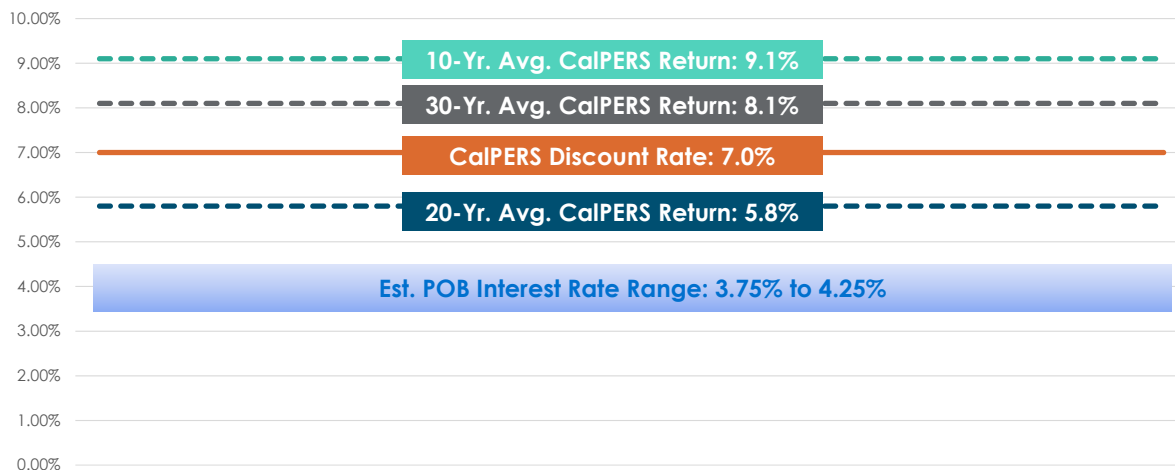 10.00%
9.00%
10-Yr. Avg. CalPERS Return: 9.1%
8.00%
30-Yr. Avg. CalPERS Return: 8.1%
7.00%
CalPERS Discount Rate: 7.0%
6.00%
20-Yr. Avg. CalPERS Return: 5.8%
5.00%
4.00%
Est. POB Interest Rate Range: 3.75% to 4.25%
3.00%
2.00%
1.00%
0.00%